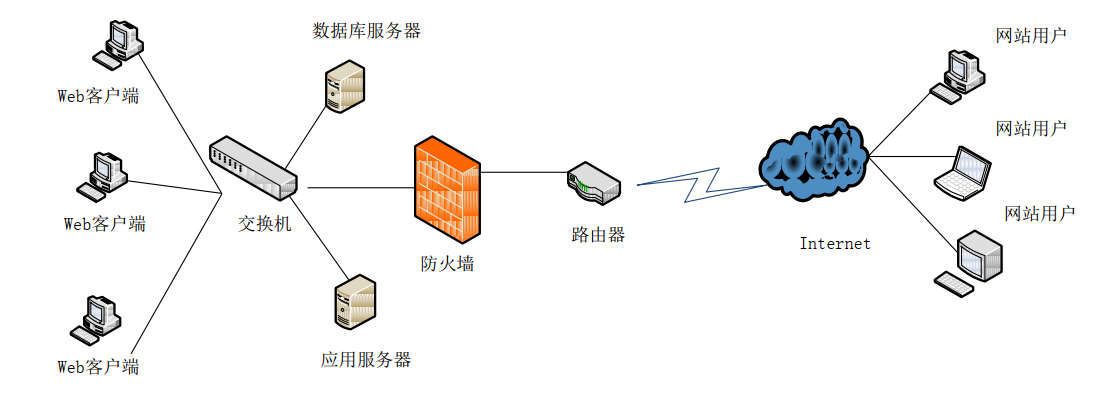 数据库服务器
网站用户
Web客户端
网站用户
Web客户端
交换机
防火墙
路由器
Internet
网站用户
应用服务器
Web客户端